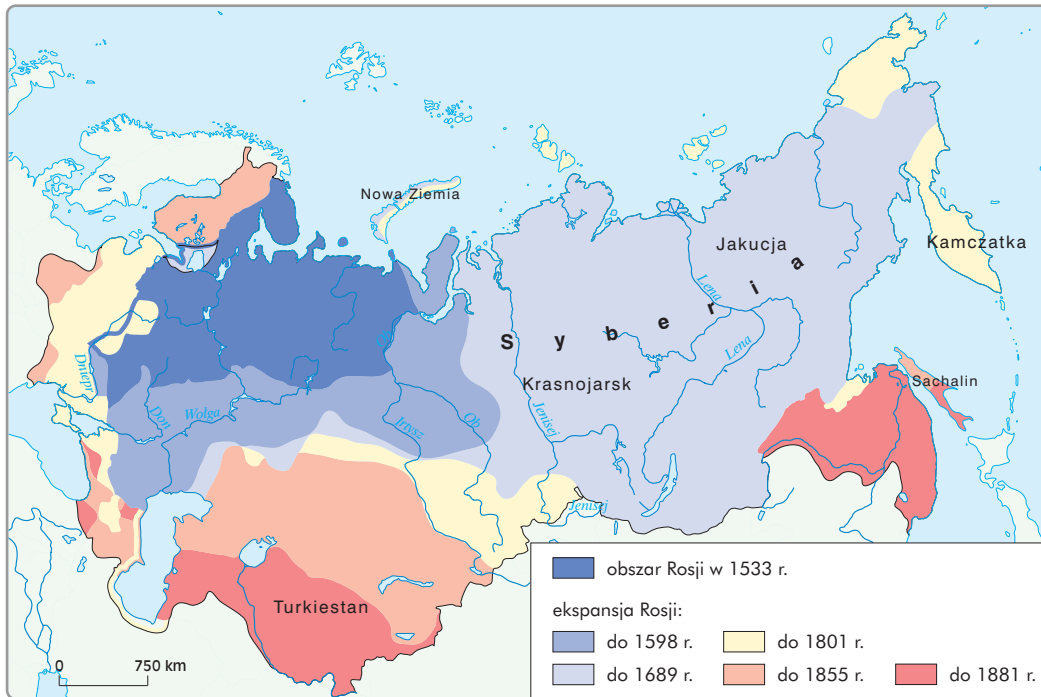 Nowa Ziemia
Jakucja
Kamczatka
Lena
Syberia
Lena
Dniepr
Krasnojarsk
Sachalin
Don
Wołga
Irtysz
Ob
Jenisej
Jenisej
Turkiestan
0 750 km
obszar Rosji w 1533 r.
ekspansja Rosji:
do 1598 r. do 1801 r.
do 1689 r. do 1855 r. do 1881 r.